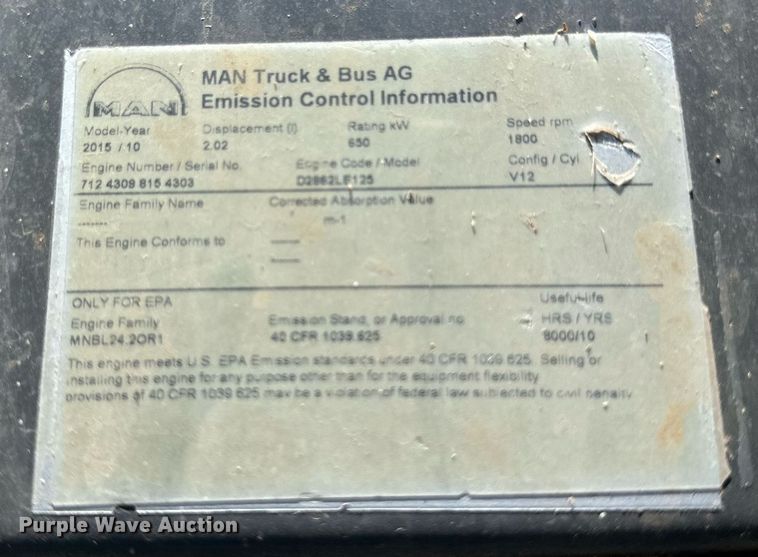 MAN Truck & Bus AG
Emission Control Information
MAN
Model-Year Displacement (l) Rating kW Speed rpm
2015 / 10 2.02 650 1800
Engine Number / Serial No. Engine Code / Model Config / Cyl
712 4309 815 4303 D2862LE125 V12
Engine Family Name Corrected Absorption Value
------- m-1
This Engine Conforms to
ONLY FOR EPA Useful-life
Engine Family Emission Stand. or Approval no. HRS / YRS
MNBL24.2OR1 40 CFR 1039.625 8000/10
This engine meets U.S. EPA Emission standards under 40 CFR 1039.625. Selling or
installing this engine for any purpose other than for the equipment flexibility
provisions of 40 CFR 1039.625 may be a violation of federal law subjected to civil penalty.
Purple Wave Auction